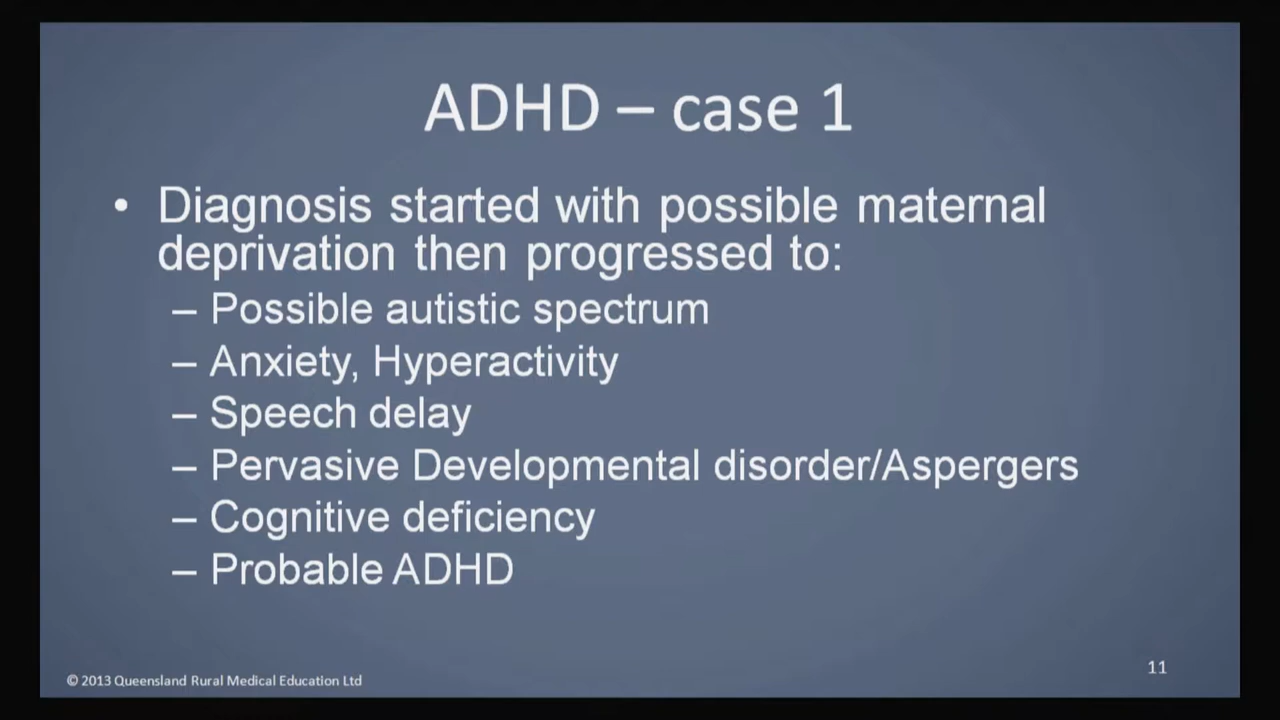 ADHD – case 1
• Diagnosis started with possible maternal
deprivation then progressed to:
– Possible autistic spectrum
– Anxiety, Hyperactivity
– Speech delay
– Pervasive Developmental disorder/Aspergers
– Cognitive deficiency
– Probable ADHD
© 2013 Queensland Rural Medical Education Ltd
11